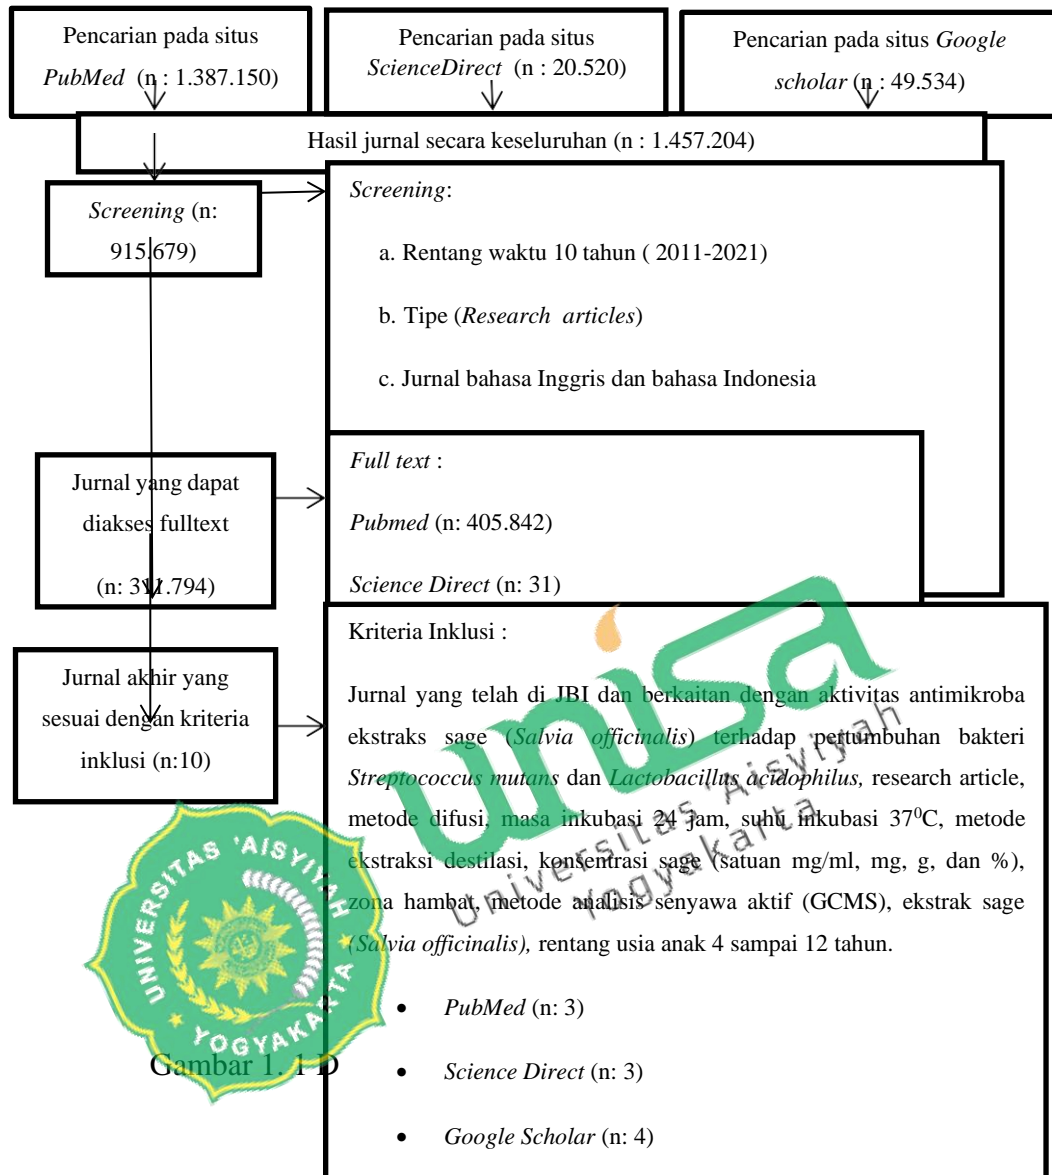 Pencarian pada situs
PubMed (n : 1.387.150)
Pencarian pada situs
ScienceDirect (n : 20.520)
Pencarian pada situs Google
scholar (n : 49.534)
Hasil jurnal secara keseluruhan (n : 1.457.204)
Screening (n:
915.679)
Screening:
a. Rentang waktu 10 tahun ( 2011-2021)
b. Tipe (Research articles)
c. Jurnal bahasa Inggris dan bahasa Indonesia
Jurnal yang dapat
diakses fulltext
(n: 311.794)
Full text :
Pubmed (n: 405.842)
Science Direct (n: 31)
Jurnal akhir yang
sesuai dengan kriteria
inklusi (n:10)
Kriteria Inklusi :
Jurnal yang telah di JBI dan berkaitan dengan aktivitas antimikroba
ekstraks sage (Salvia officinalis) terhadap pertumbuhan bakteri
Streptococcus mutans dan Lactobacillus acidophilus, research article,
metode difusi, masa inkubasi 24 jam, suhu inkubasi 37⁰C, metode
ekstraksi destilasi, konsentrasi sage (satuan mg/ml, mg, g, dan %),
zona hambat, metode analisis senyawa aktif (GCMS), ekstrak sage
(Salvia officinalis), rentang usia anak 4 sampai 12 tahun.
• PubMed (n: 3)
• Science Direct (n: 3)
• Google Scholar (n: 4)
Gambar 1. 1 D
unisa
Universitas 'Aisyiyah
Yogyakarta
UNIVERSITAS 'AISYIYAH
YOGYAKARTA